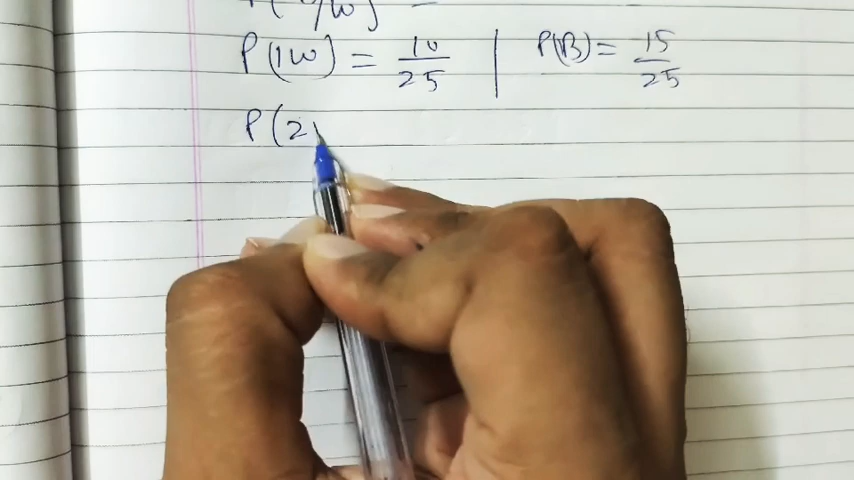 P(1W) = 10/25 | P(B) = 15/25
P(2